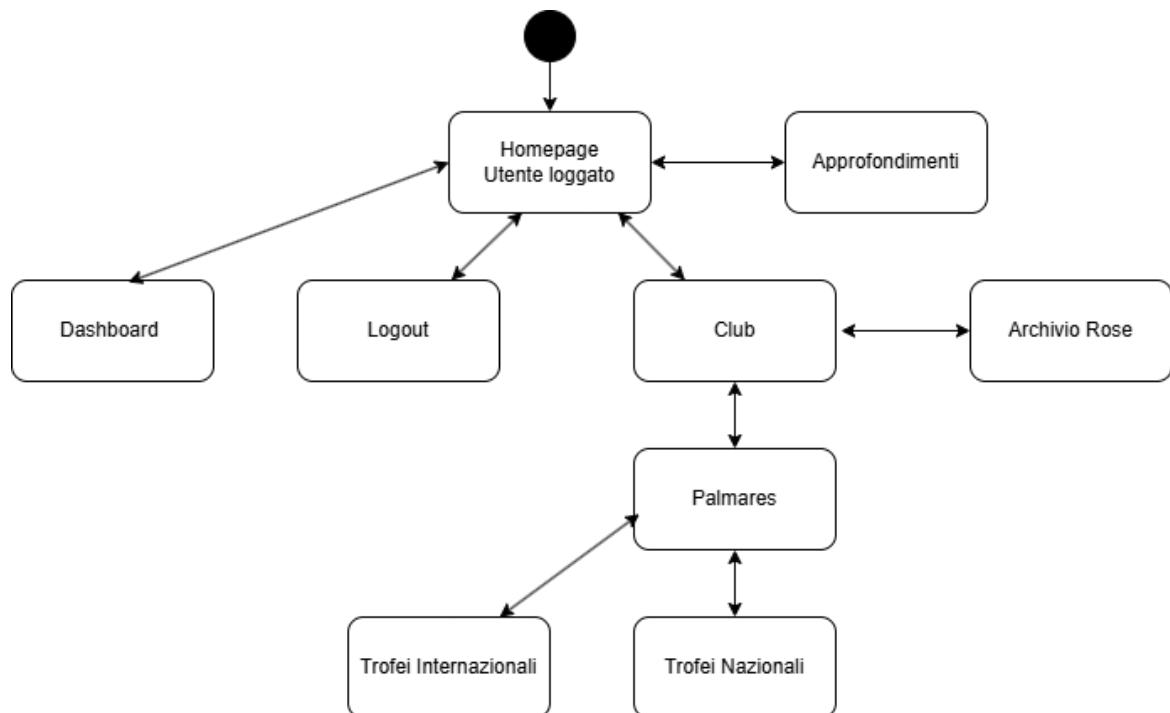 Homepage
Utente loggato
Approfondimenti
Dashboard
Logout
Club
Archivio Rose
Palmares
Trofei Internazionali
Trofei Nazionali